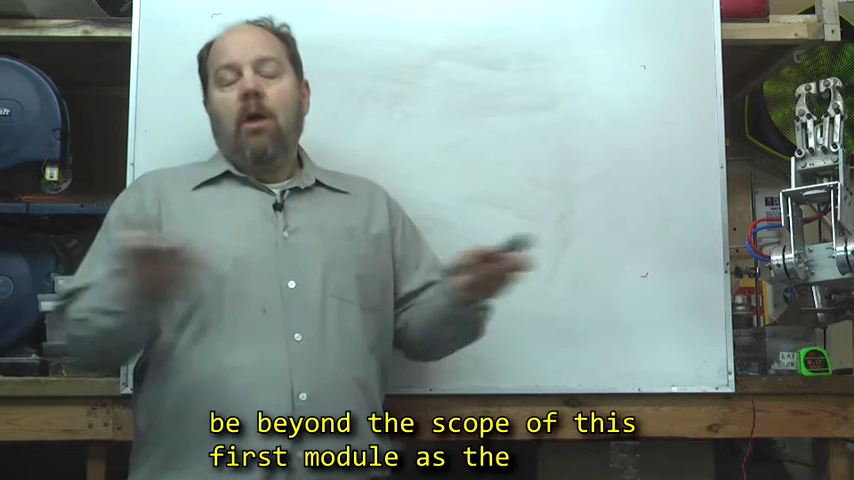 be beyond the scope of this
first module as the